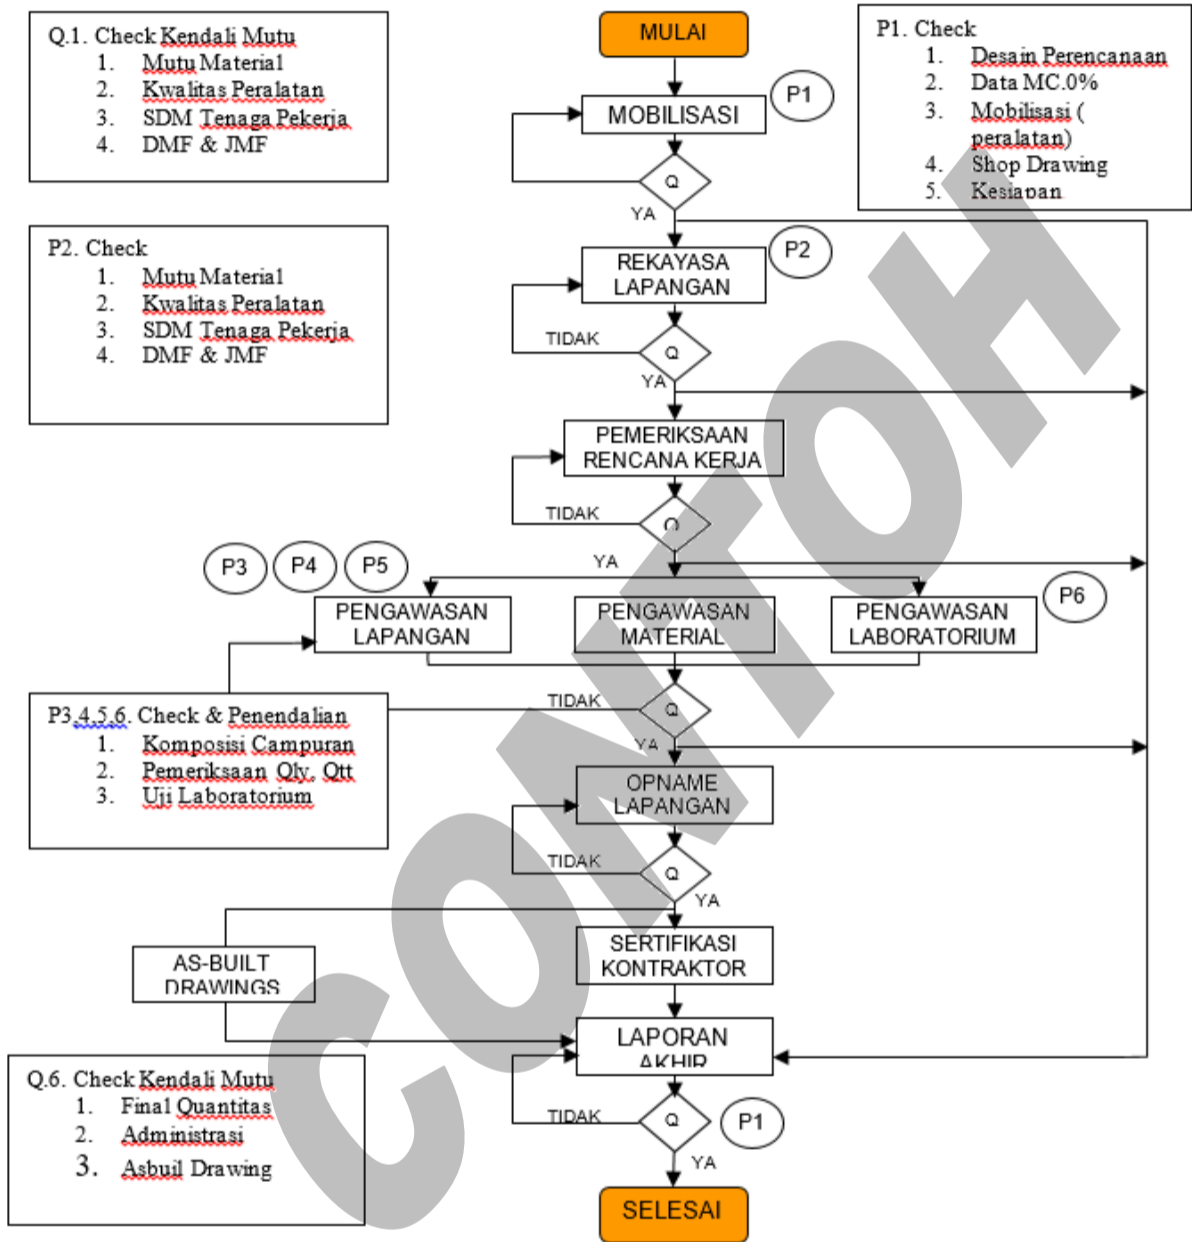 Q.1. Check Kendali Mutu
1. Mutu Material
2. Kwalitas Peralatan
3. SDM Tenaga Pekerja
4. DMF & JMF
MULAI
P1. Check
1. Desain Perencanaan
2. Data MC.0%
3. Mobilisasi (
peralatan)
4. Shop Drawing
5. Kesiapan
P1
MOBILISASI
Q
YA
P2. Check
1. Mutu Material
2. Kwalitas Peralatan
3. SDM Tenaga Pekerja
4. DMF & JMF
P2
REKAYASA
LAPANGAN
TIDAK
Q
YA
PEMERIKSAAN
RENCANA KERJA
TIDAK
Q
YA
P3
P4
P5
P6
PENGAWASAN
LAPANGAN
PENGAWASAN
MATERIAL
PENGAWASAN
LABORATORIUM
P3,4,5,6. Check & Penendalian
1. Komposisi Campuran
2. Pemeriksaan Qly, Qtt
3. Uji Laboratorium
TIDAK
Q
YA
OPNAME
LAPANGAN
TIDAK
Q
YA
AS-BUILT
DRAWINGS
SERTIFIKASI
KONTRAKTOR
LAPORAN
AKHIR
Q.6. Check Kendali Mutu
1. Final Quantitas
2. Administrasi
3. Asbuil Drawing
TIDAK
Q
P1
YA
SELESAI
CONTOH